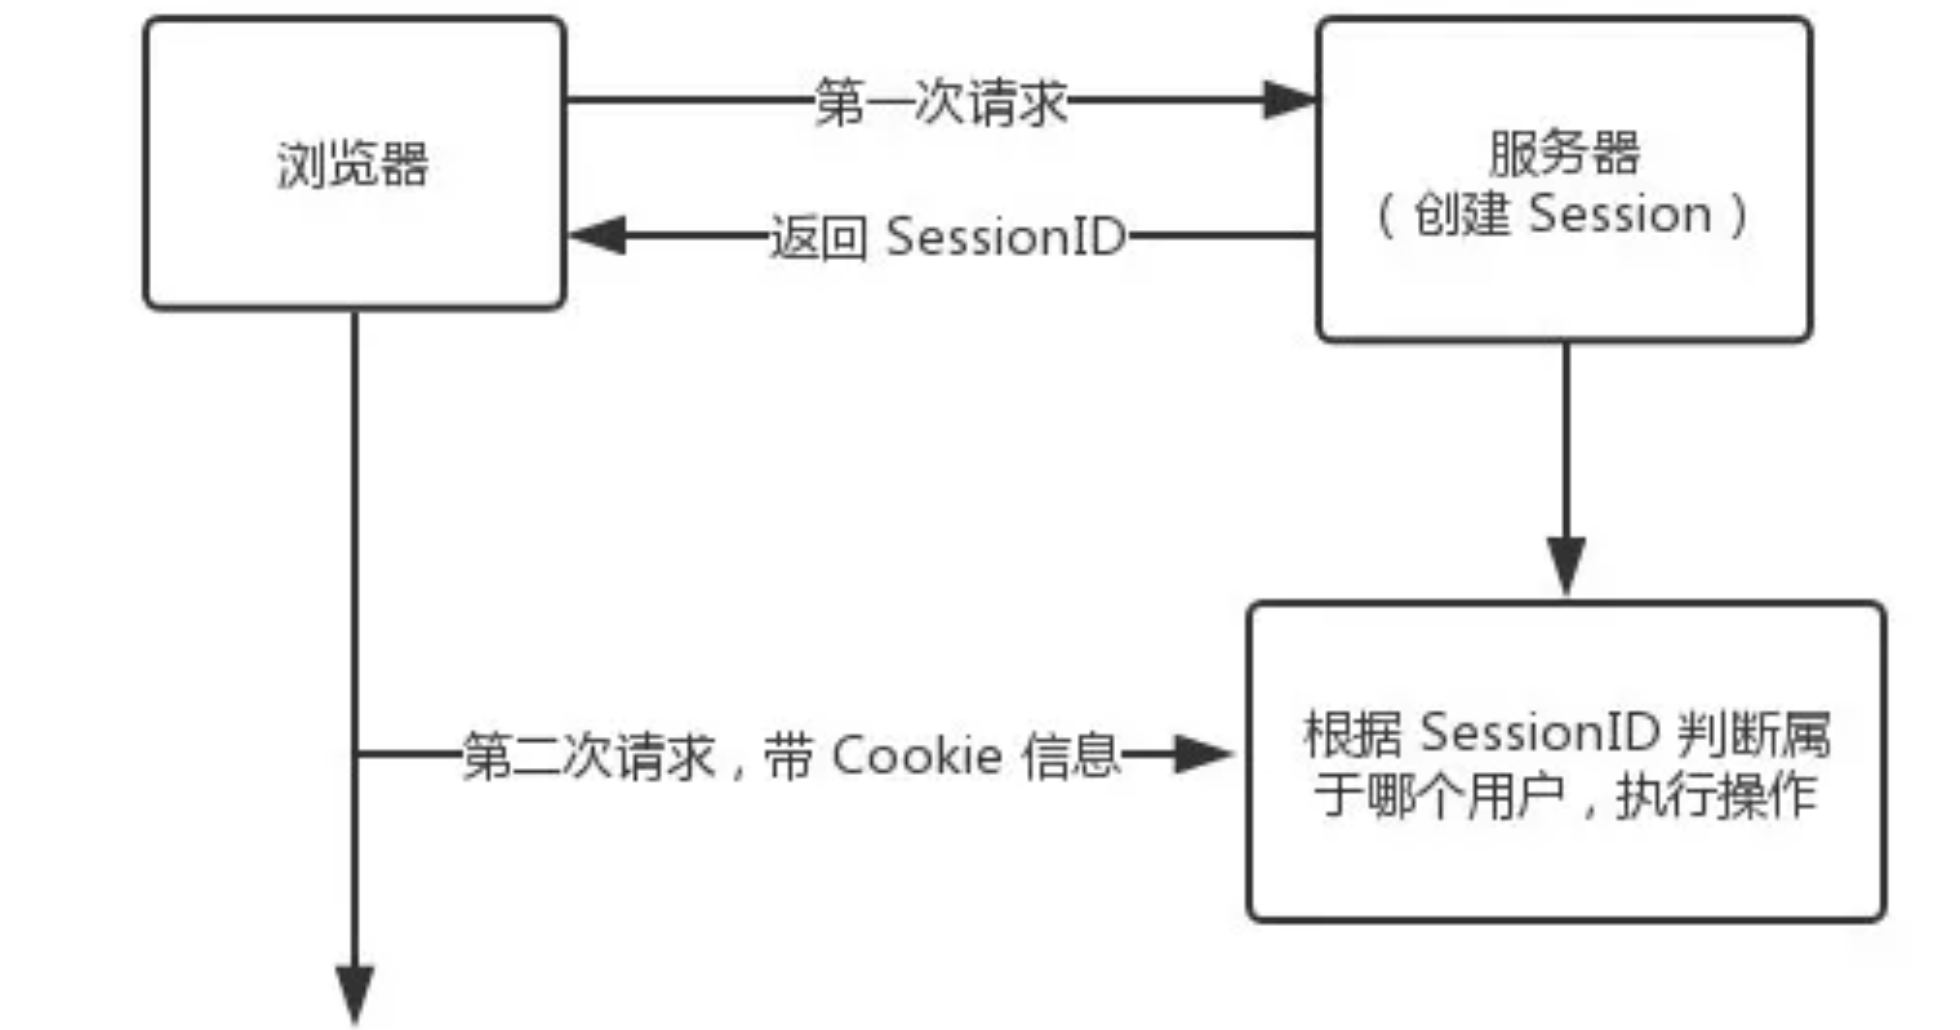 浏览器
第一次请求
服务器
（创建 Session）
返回 SessionID
第二次请求，带 Cookie 信息
根据 SessionID 判断属
于哪个用户，执行操作